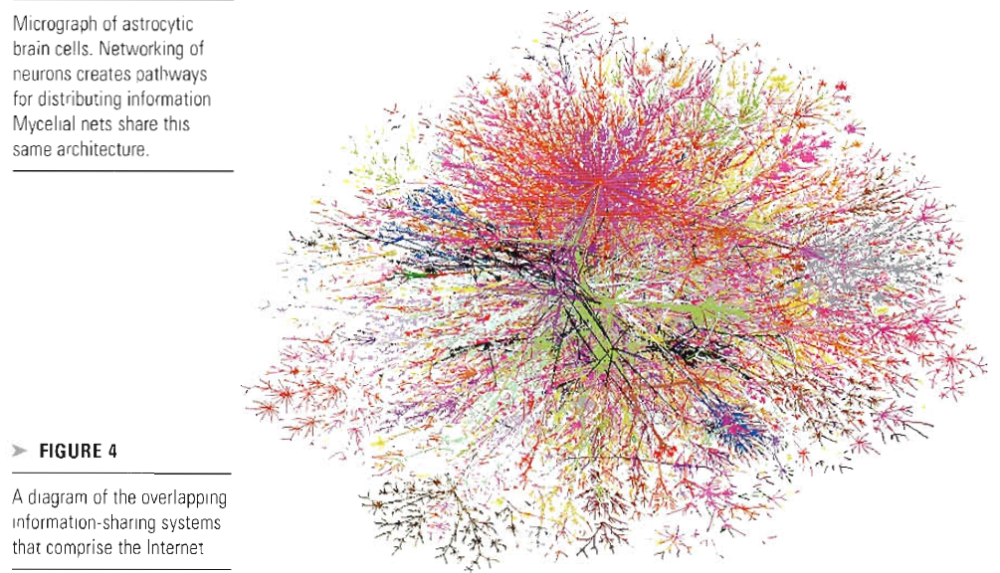 Micrograph of astrocytic
brain cells. Networking of
neurons creates pathways
for distributing information
Mycelial nets share this
same architecture.
➤ FIGURE 4
A diagram of the overlapping
information-sharing systems
that comprise the Internet